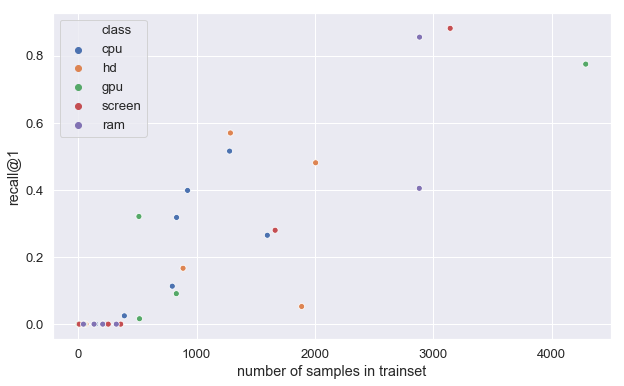 class
cpu
hd
gpu
screen
ram
0.8
0.6
0.4
0.2
0.0
recall@1
0 1000 2000 3000 4000
number of samples in trainset